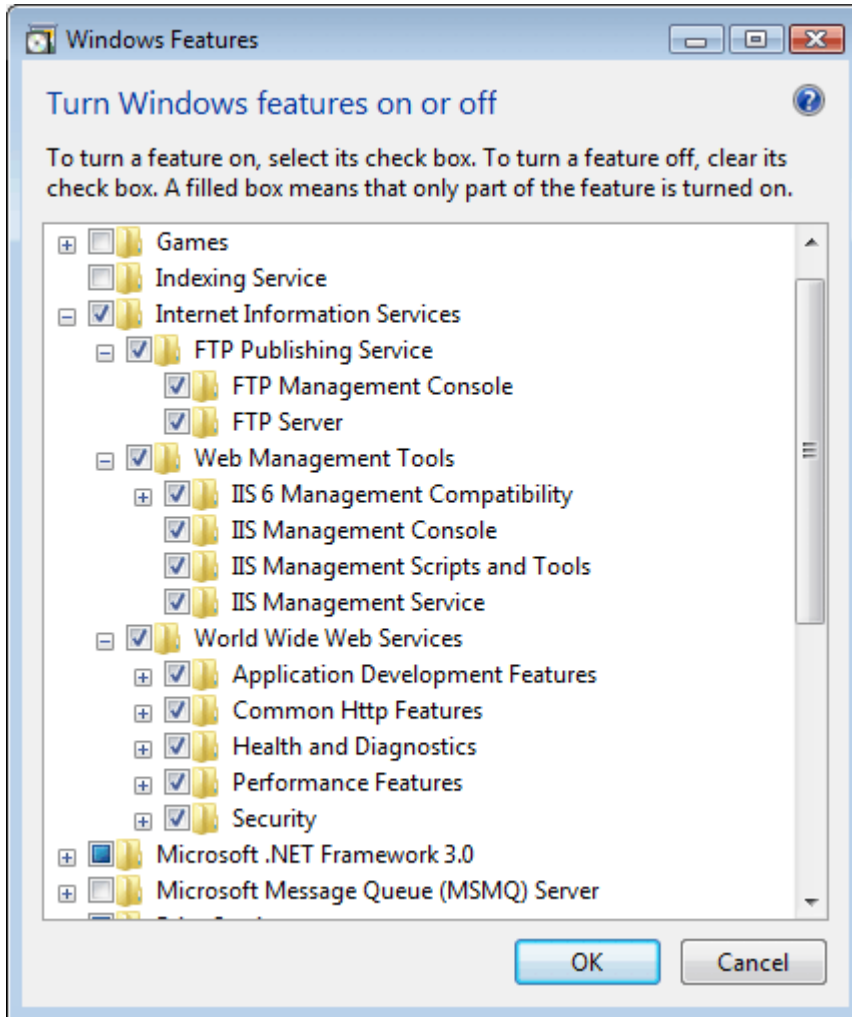 Windows Features
Turn Windows features on or off
To turn a feature on, select its check box. To turn a feature off, clear its
check box. A filled box means that only part of the feature is turned on.
Games
Indexing Service
Internet Information Services
FTP Publishing Service
FTP Management Console
FTP Server
Web Management Tools
IIS 6 Management Compatibility
IIS Management Console
IIS Management Scripts and Tools
IIS Management Service
World Wide Web Services
Application Development Features
Common Http Features
Health and Diagnostics
Performance Features
Security
Microsoft .NET Framework 3.0
Microsoft Message Queue (MSMQ) Server
OK
Cancel